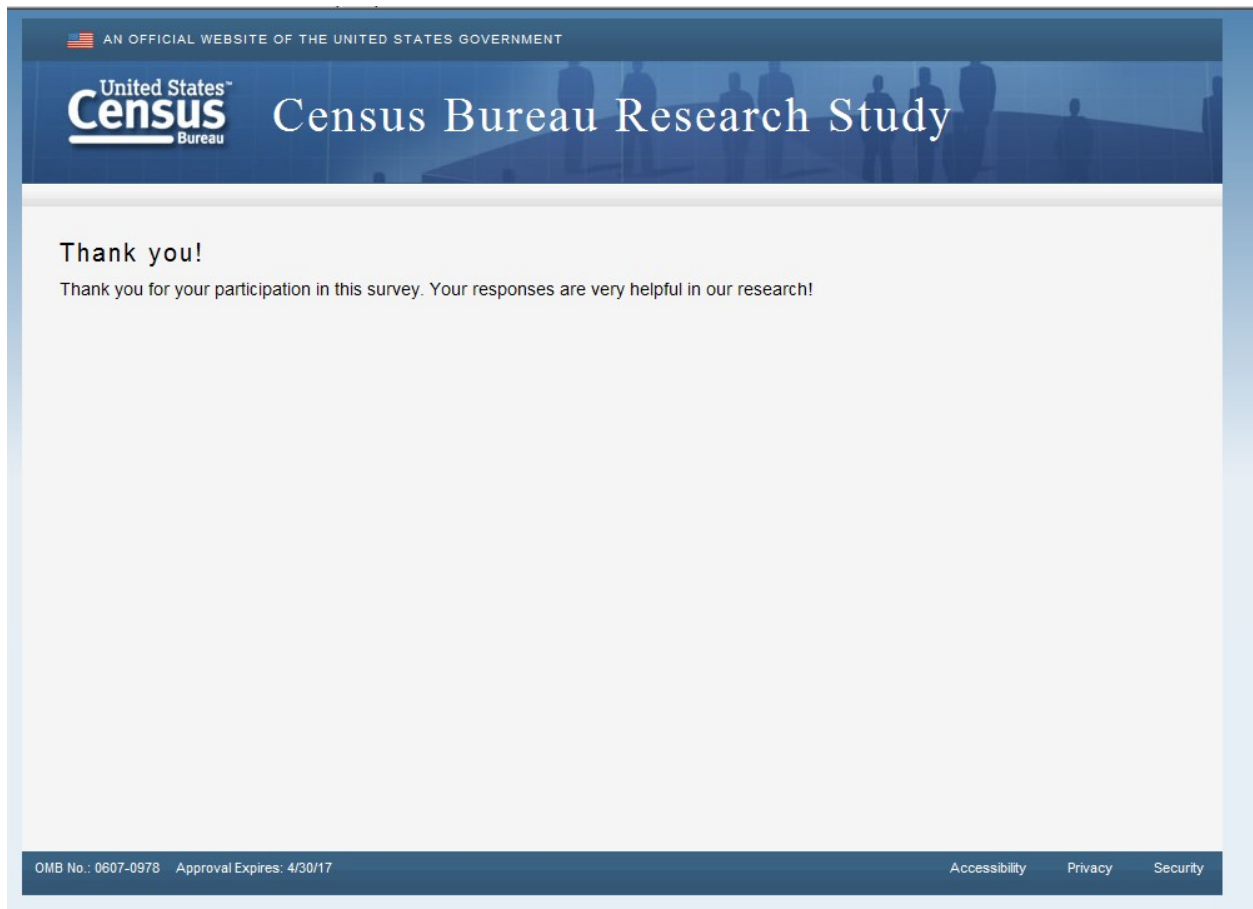 AN OFFICIAL WEBSITE OF THE UNITED STATES GOVERNMENT
United States™
Census
Bureau
Census Bureau Research Study
Thank you!
Thank you for your participation in this survey. Your responses are very helpful in our research!
OMB No.: 0607-0978 Approval Expires: 4/30/17 Accessibility Privacy Security